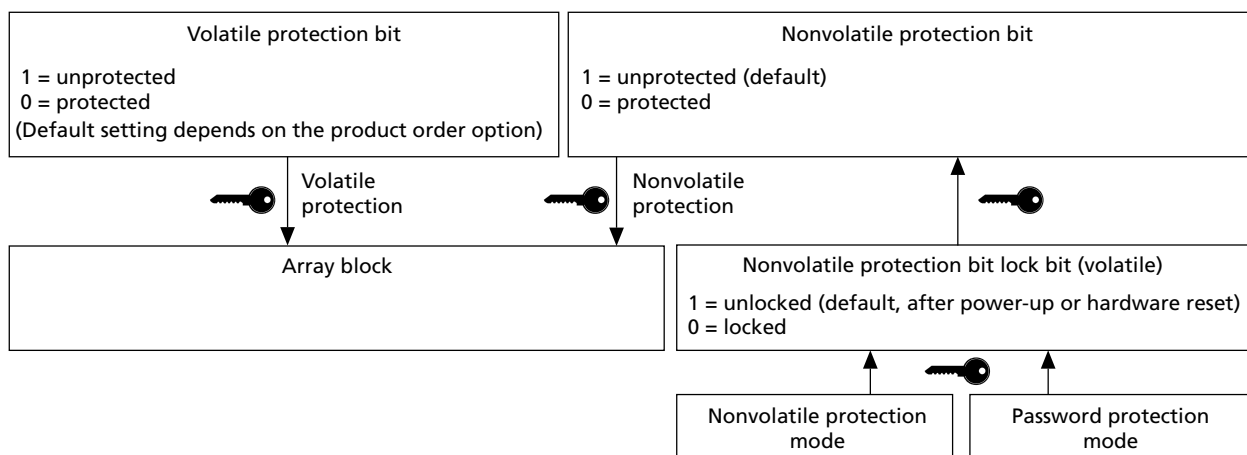 Volatile protection bit
1 = unprotected
0 = protected
(Default setting depends on the product order option)
Nonvolatile protection bit
1 = unprotected (default)
0 = protected
Volatile
protection
Nonvolatile
protection
Array block
Nonvolatile protection bit lock bit (volatile)
1 = unlocked (default, after power-up or hardware reset)
0 = locked
Nonvolatile protection
mode
Password protection
mode